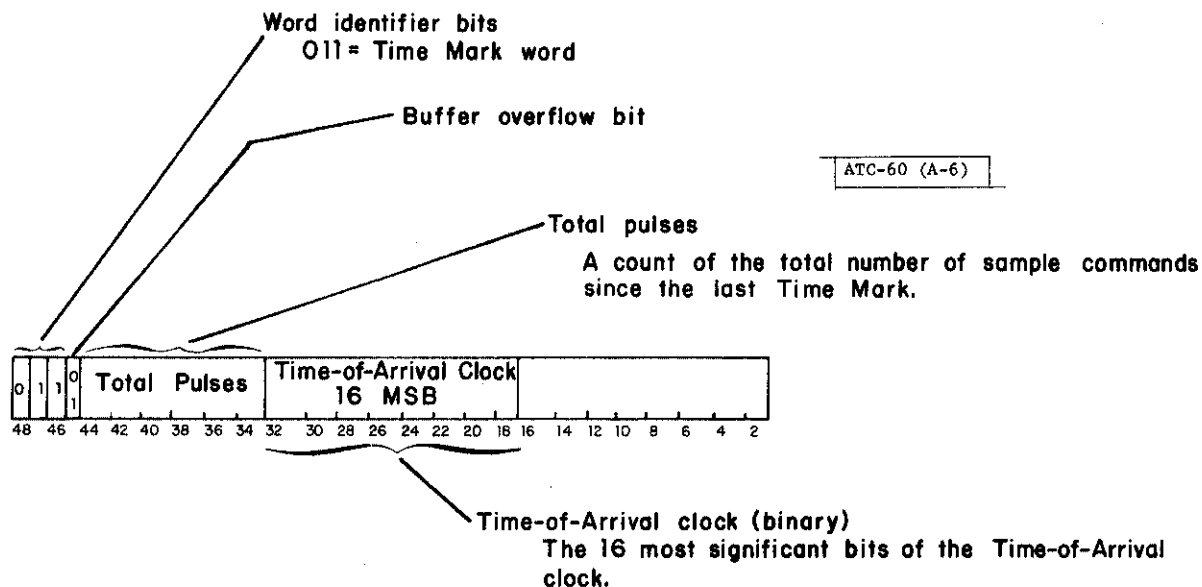 Word identifier bits
011 = Time Mark word
Buffer overflow bit
ATC-60 (A-6)
Total pulses
A count of the total number of sample commands
since the last Time Mark.
0 1 1 0 Total Pulses Time-of-Arrival Clock
1 16 MSB
48 46 44 42 40 38 36 34 32 30 28 26 24 22 20 18 16 14 12 10 8 6 4 2
Time-of-Arrival clock (binary)
The 16 most significant bits of the Time-of-Arrival
clock.